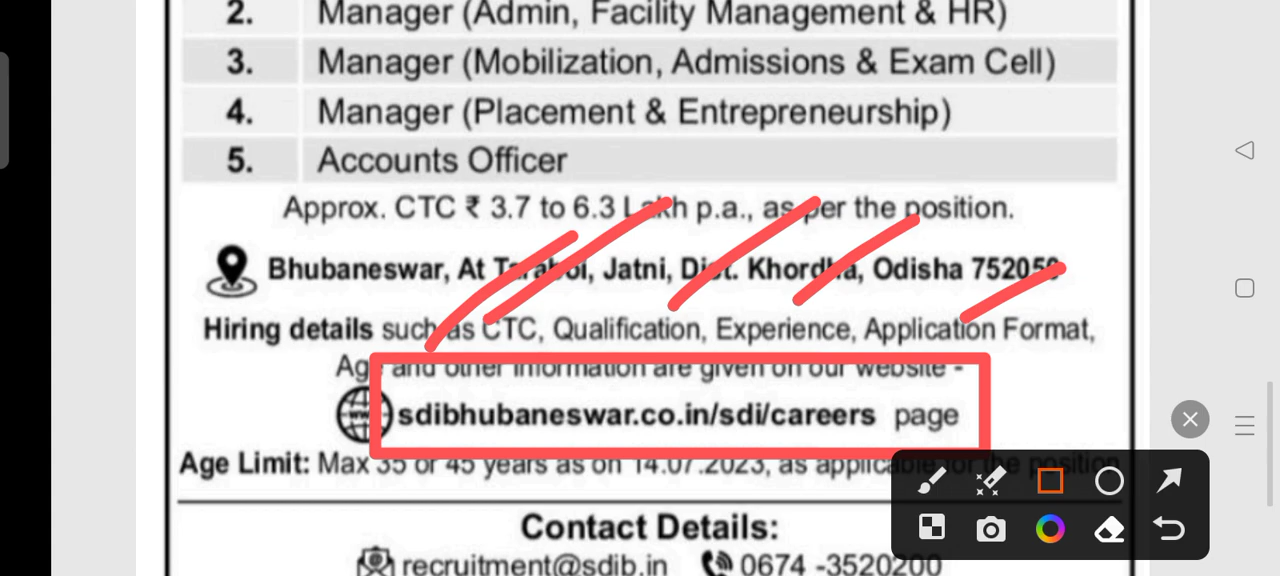 2. Manager (Admin, Facility Management & HR)
3. Manager (Mobilization, Admissions & Exam Cell)
4. Manager (Placement & Entrepreneurship)
5. Accounts Officer
Approx. CTC ₹ 3.7 to 6.3 Lakh p.a., as per the position.
Bhubaneswar, At Taraboi, Jatni, Dist. Khordha, Odisha 752050
Hiring details such as CTC, Qualification, Experience, Application Format,
Age and other information are given on our website -
sdibhubaneswar.co.in/sdi/careers page
Age Limit: Max 35 or 45 years as on 14.07.2023, as applicable for the position
Contact Details:
recruitment@sdib.in 0674 -3520200